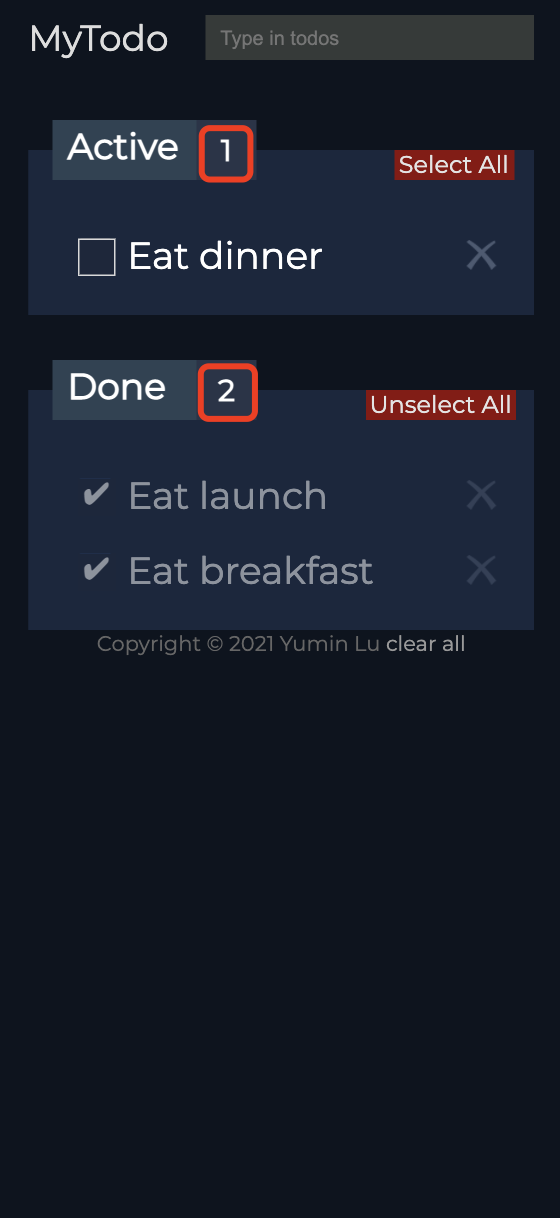 MyTodo
Type in todos
Active 1
Select All
Eat dinner
Done 2
Unselect All
Eat launch
Eat breakfast
Copyright © 2021 Yumin Lu clear all